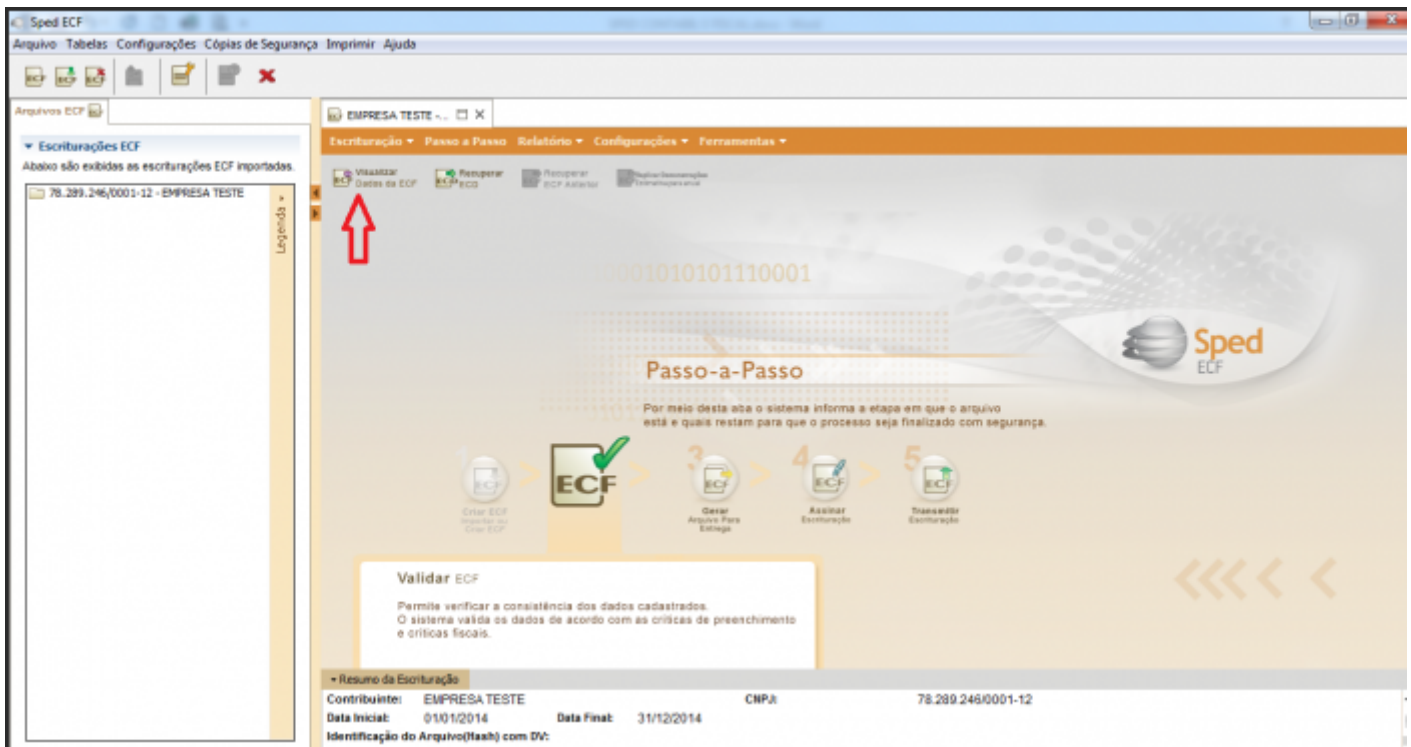 Sped ECF
Arquivo Tabelas Configurações Cópias de Segurança Imprimir Ajuda
Arquivos ECF
EMPRESA TESTE -...
Escrituração Passo a Passo Relatório Configurações Ferramentas
Escriturações ECF
Abaixo são exibidas as escriturações ECF importadas.
78.289.246/0001-12 - EMPRESA TESTE
Legenda
Visualizar
Dados da ECF
Recuperar
ECD
Recuperar
ECF Anterior
0001010101110001
Sped
ECF
Passo-a-Passo
Por meio desta aba o sistema informa a etapa em que o arquivo
está e quais restam para que o processo seja finalizado com segurança.
1
3
4
5
ECF
ECF
ECF
ECF
ECF
Criar ECF
Importar ou
Criar ECF
Gerar
Arquivo Para
Entrega
Assinar
Escrituração
Transmitir
Escrituração
Validar ECF
Permite verificar a consistência dos dados cadastrados.
O sistema valida os dados de acordo com as críticas de preenchimento
e críticas fiscais.
Resumo da Escrituração
Contribuinte: EMPRESA TESTE CNPJ: 78.289.246/0001-12
Data Inicial: 01/01/2014 Data Final: 31/12/2014
Identificação do Arquivo(Hash) com DV: